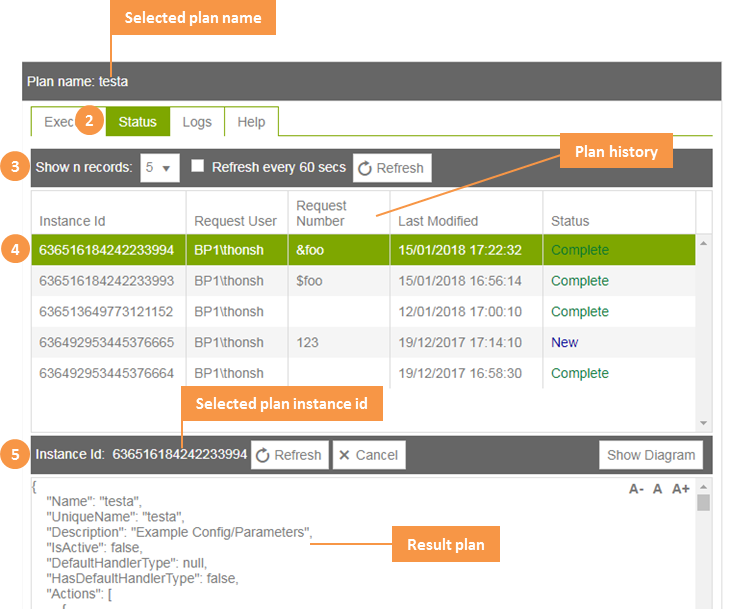 Selected plan name
Plan name: testa
Exec
2
Status
Logs
Help
Plan history
3
Show n records:
5
Refresh every 60 secs
Refresh
Instance Id
Request User
Request
Number
Last Modified
Status
4
636516184242233994 BP1\thonsh &foo 15/01/2018 17:22:32 Complete
636516184242233993 BP1\thonsh $foo 15/01/2018 16:56:14 Complete
636513649773121152 BP1\thonsh 12/01/2018 17:00:10 Complete
636492953445376665 BP1\thonsh 123 19/12/2017 17:14:10 New
636492953445376664 BP1\thonsh 19/12/2017 16:58:30 Complete
Selected plan instance id
5
Instance Id: 636516184242233994
Refresh
Cancel
Show Diagram
A- A A+
{
"Name": "testa",
"UniqueName": "testa",
"Description": "Example Config/Parameters",
"IsActive": false,
"DefaultHandlerType": null,
"HasDefaultHandlerType": false,
"Actions": [
{
Result plan